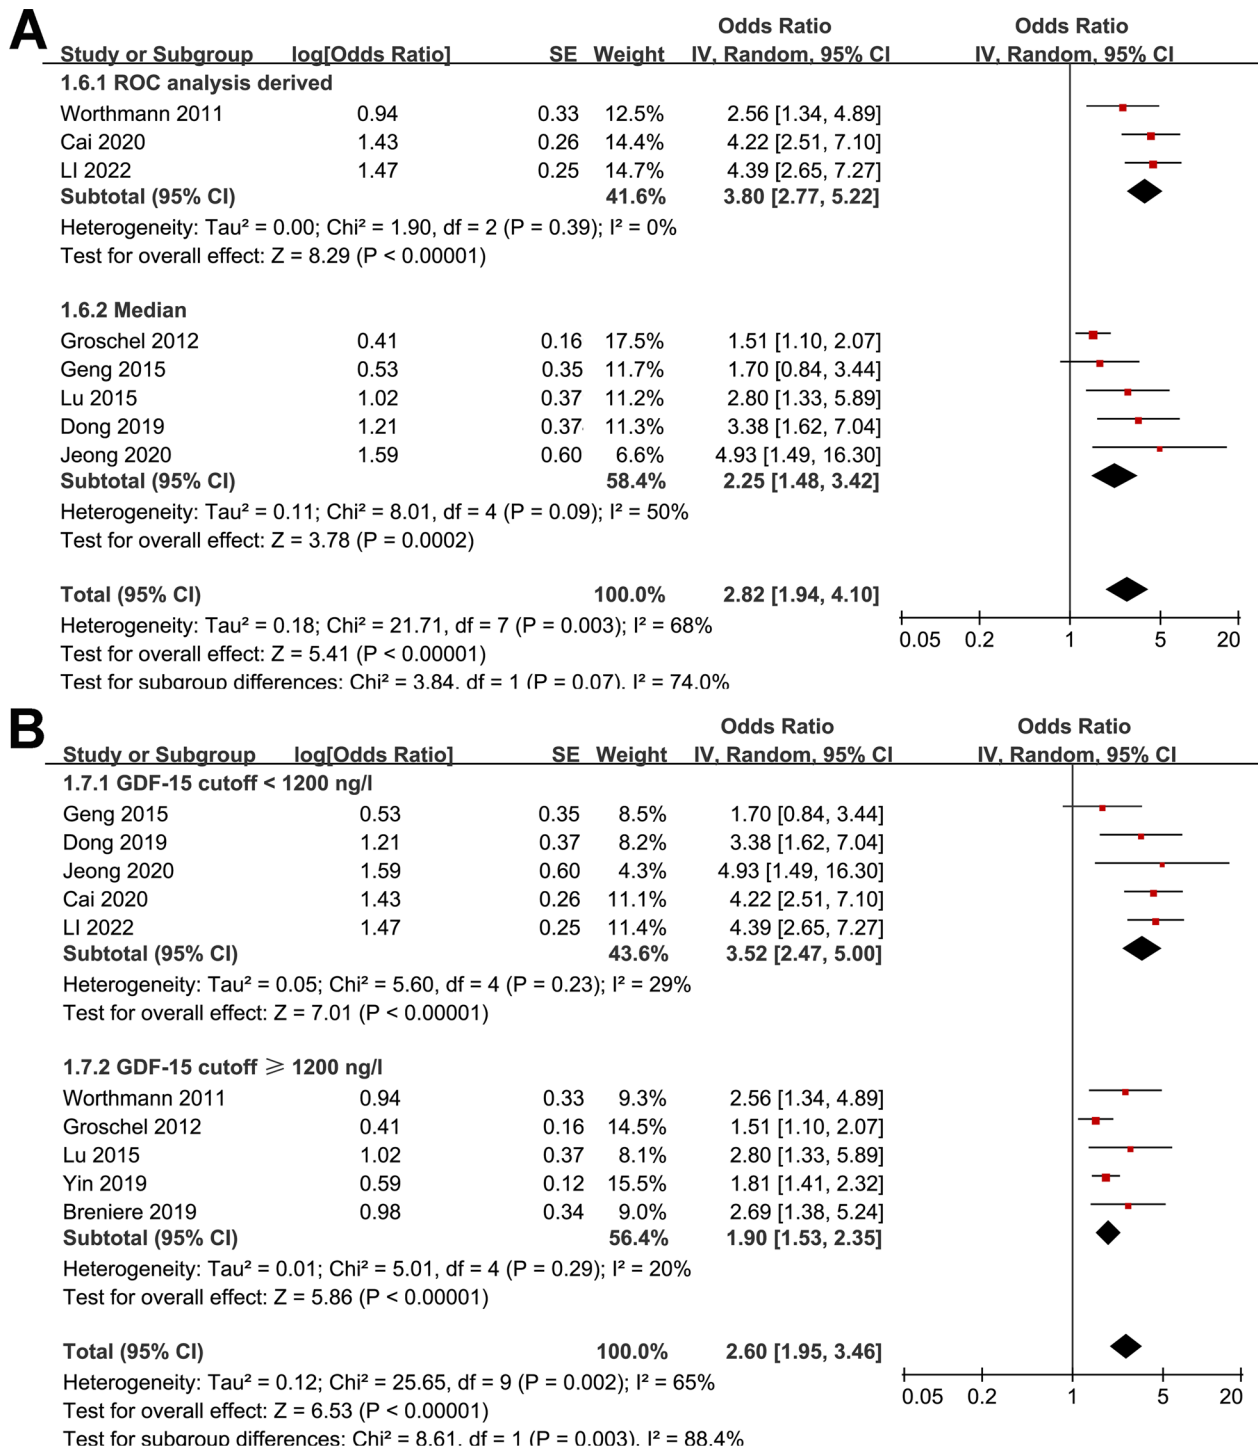 A
Odds Ratio Odds Ratio
Study or Subgroup log[Odds Ratio] SE Weight IV, Random, 95% CI IV, Random, 95% CI
1.6.1 ROC analysis derived
Worthmann 2011 0.94 0.33 12.5% 2.56 [1.34, 4.89]
Cai 2020 1.43 0.26 14.4% 4.22 [2.51, 7.10]
LI 2022 1.47 0.25 14.7% 4.39 [2.65, 7.27]
Subtotal (95% CI) 41.6% 3.80 [2.77, 5.22]
Heterogeneity: Tau² = 0.00; Chi² = 1.90, df = 2 (P = 0.39); I² = 0%
Test for overall effect: Z = 8.29 (P < 0.00001)
1.6.2 Median
Groschel 2012 0.41 0.16 17.5% 1.51 [1.10, 2.07]
Geng 2015 0.53 0.35 11.7% 1.70 [0.84, 3.44]
Lu 2015 1.02 0.37 11.2% 2.80 [1.33, 5.89]
Dong 2019 1.21 0.37 11.3% 3.38 [1.62, 7.04]
Jeong 2020 1.59 0.60 6.6% 4.93 [1.49, 16.30]
Subtotal (95% CI) 58.4% 2.25 [1.48, 3.42]
Heterogeneity: Tau² = 0.11; Chi² = 8.01, df = 4 (P = 0.09); I² = 50%
Test for overall effect: Z = 3.78 (P = 0.0002)
Total (95% CI) 100.0% 2.82 [1.94, 4.10]
Heterogeneity: Tau² = 0.18; Chi² = 21.71, df = 7 (P = 0.003); I² = 68%
0.05 0.2 1 5 20
Test for overall effect: Z = 5.41 (P < 0.00001)
Test for subgroup differences: Chi² = 3.84, df = 1 (P = 0.07), I² = 74.0%
B
Odds Ratio Odds Ratio
Study or Subgroup log[Odds Ratio] SE Weight IV, Random, 95% CI IV, Random, 95% CI
1.7.1 GDF-15 cutoff < 1200 ng/l
Geng 2015 0.53 0.35 8.5% 1.70 [0.84, 3.44]
Dong 2019 1.21 0.37 8.2% 3.38 [1.62, 7.04]
Jeong 2020 1.59 0.60 4.3% 4.93 [1.49, 16.30]
Cai 2020 1.43 0.26 11.1% 4.22 [2.51, 7.10]
LI 2022 1.47 0.25 11.4% 4.39 [2.65, 7.27]
Subtotal (95% CI) 43.6% 3.52 [2.47, 5.00]
Heterogeneity: Tau² = 0.05; Chi² = 5.60, df = 4 (P = 0.23); I² = 29%
Test for overall effect: Z = 7.01 (P < 0.00001)
1.7.2 GDF-15 cutoff ⩾ 1200 ng/l
Worthmann 2011 0.94 0.33 9.3% 2.56 [1.34, 4.89]
Groschel 2012 0.41 0.16 14.5% 1.51 [1.10, 2.07]
Lu 2015 1.02 0.37 8.1% 2.80 [1.33, 5.89]
Yin 2019 0.59 0.12 15.5% 1.81 [1.41, 2.32]
Breniere 2019 0.98 0.34 9.0% 2.69 [1.38, 5.24]
Subtotal (95% CI) 56.4% 1.90 [1.53, 2.35]
Heterogeneity: Tau² = 0.01; Chi² = 5.01, df = 4 (P = 0.29); I² = 20%
Test for overall effect: Z = 5.86 (P < 0.00001)
Total (95% CI) 100.0% 2.60 [1.95, 3.46]
Heterogeneity: Tau² = 0.12; Chi² = 25.65, df = 9 (P = 0.002); I² = 65%
0.05 0.2 1 5 20
Test for overall effect: Z = 6.53 (P < 0.00001)
Test for subgroup differences: Chi² = 8.61, df = 1 (P = 0.003), I² = 88.4%